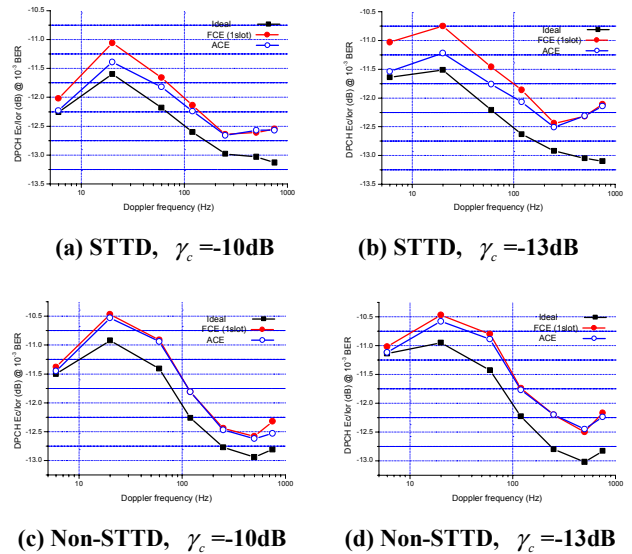 -10.5
-11.0
-11.5
-12.0
-12.5
-13.0
-13.5
DPCH Ec/Ior (dB) @ 10⁻³ BER
Ideal
FCE (1slot)
ACE
10
100
1000
Doppler frequency (Hz)
(a) STTD, γc =-10dB
-11.0
-11.5
-12.0
-12.5
-13.0
-13.5
DPCH Ec/Ior (dB) @ 10⁻³ BER
Ideal
FCE (1slot)
ACE
10
100
1000
Doppler frequency (Hz)
(b) STTD, γc =-13dB
-10.5
-11.0
-11.5
-12.0
-12.5
-13.0
DPCH Ec/Ior (dB) @ 10⁻³ BER
Ideal
FCE (1slot)
ACE
10
100
1000
Doppler frequency (Hz)
(c) Non-STTD, γc =-10dB
-10.5
-11.0
-11.5
-12.0
-12.5
-13.0
DPCH Ec/Ior (dB) @ 10⁻³ BER
Ideal
FCE (1slot)
ACE
10
100
1000
Doppler frequency (Hz)
(d) Non-STTD, γc =-13dB